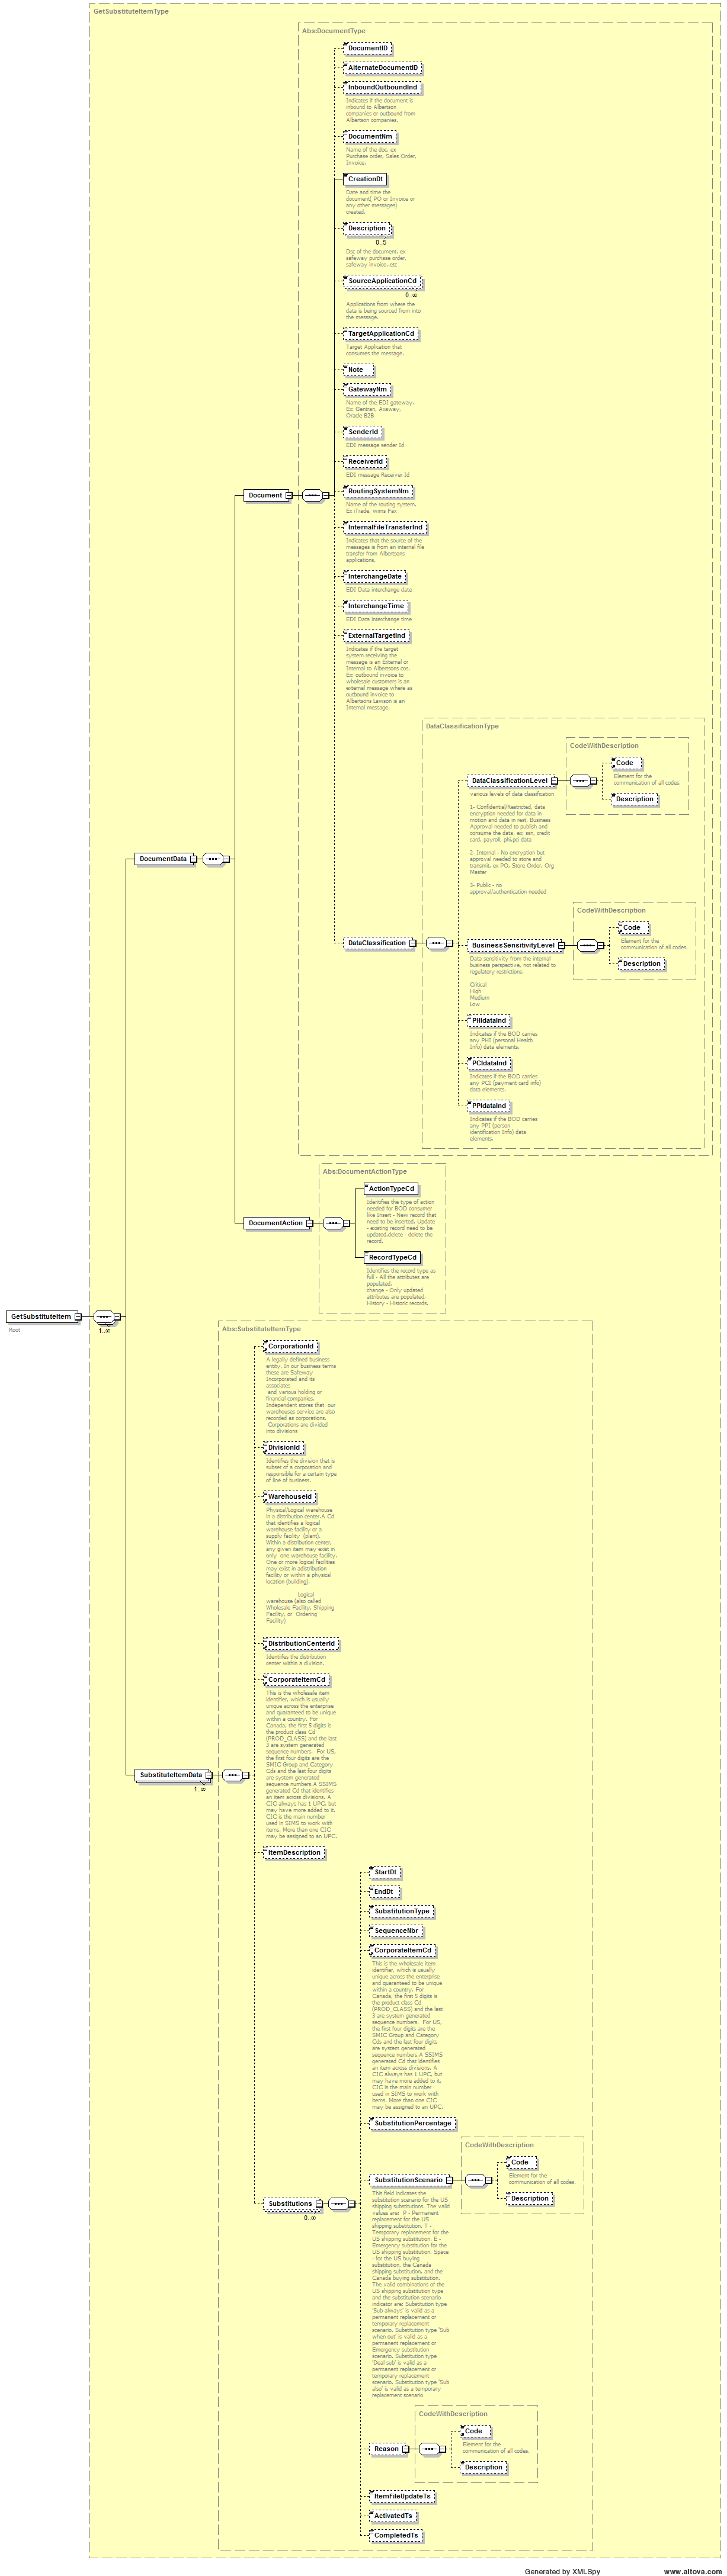 GetSubstituteItemType
Abs:DocumentType
DocumentID
AlternateDocumentID
InboundOutboundInd
Indicates if the document is
inbound to Albertson
companies or outbound from
Albertson companies.
DocumentNm
Name of the doc, ex
Purchase order, Sales Order,
Invoice.
CreationDt
Date and time the
document( PO or Invoice or
any other messages)
created.
Description
0..5
Dsc of the document, ex
safeway purchase order,
safeway invoice..etc
SourceApplicationCd
0..∞
Applications from where the
data is being sourced from into
the message.
TargetApplicationCd
Target Application that
consumes the message.
Note
GatewayNm
Name of the EDI gateway.
Ex: Gentran, Axaway,
Oracle B2B
SenderId
EDI message sender Id
ReceiverId
EDI message Receiver Id
Document
RoutingSystemNm
Name of the routing system.
Ex iTrade, wims Fax
InternalFileTransferInd
Indicates that the source of the
messages is from an internal file
transfer from Albertsons
applications.
InterchangeDate
EDI Data interchange date
InterchangeTime
EDI Data interchange time
ExternalTargetInd
Indicates if the target
system receiving the
message is an External or
Internal to Albertsons cos.
Ex: outbound invoice to
wholesale customers is an
external message where as
outbound invoice to
Albertsons Lawson is an
Internal message.
DataClassificationType
CodeWithDescription
Code
Element for the
communication of all codes.
DataClassificationLevel
Description
various levels of data classification
1- Confidential/Restricted, data
encryption needed for data in
motion and data in rest. Business
Approval needed to publish and
consume the data. ex: ssn, credit
card, payroll, phi,pci data
2- Internal - No encryption but
approval needed to store and
transmit. ex PO, Store Order, Org
Master
3- Public - no
approval/authentication needed
DocumentData
CodeWithDescription
Code
Element for the
communication of all codes.
DataClassification
BusinessSensitivityLevel
Description
Data sensitivity from the internal
business perspective, not related to
regulatory restrictions.
Critical
High
Medium
Low
PHIdataInd
Indicates if the BOD carries
any PHI (personal Health
Info) data elements.
PCIdataInd
Indicates if the BOD carries
any PCI (payment card info)
data elements.
PPIdataInd
Indicates if the BOD carries
any PPI (person
identification Info) data
elements.
Abs:DocumentActionType
ActionTypeCd
Identifies the type of action
needed for BOD consumer
like Insert - New record that
need to be inserted. Update
- existing record need to be
updated.delete - delete the
record.
DocumentAction
RecordTypeCd
Identifies the record type as
full - All the attributes are
populated.
change - Only updated
attributes are populated.
History - Historic records.
GetSubstituteItem
1..∞
Root
Abs:SubstituteItemType
CorporationId
A legally defined business
entity. In our business terms
these are Safeway
Incorporated and its
associates
and various holding or
financial companies.
Independent stores that our
warehouses service are also
recorded as corporations.
Corporations are divided
into divisions
DivisionId
Identifies the division that is
subset of a corporation and
responsible for a certain type
of line of business.
WarehouseId
Physical/Logical warehouse
in a distribution center.A Cd
that identifies a logical
warehouse facility or a
supply facility (plant).
Within a distribution center,
any given item may exist in
only one warehouse facility.
One or more logical facilities
may exist in adistribution
facility or within a physical
location (building).
Logical
warehouse (also called
Wholesale Facility, Shipping
Facility, or Ordering
Facility)
DistributionCenterId
Identifies the distribution
center within a division.
CorporateItemCd
This is the wholesale item
identifier, which is usually
unique across the enterprise
and quaranteed to be unique
within a country. For
Canada, the first 5 digits is
the product class Cd
(PROD_CLASS) and the last
3 are system generated
sequence numbers. For US,
the first four digits are the
SMIC Group and Category
Cds and the last four digits
are system generated
sequence numbers.A SSIMS
generated Cd that identifies
an item across divisions. A
CIC always has 1 UPC, but
may have more added to it.
CIC is the main number
used in SIMS to work with
items. More than one CIC
may be assigned to an UPC.
SubstituteItemData
1..∞
ItemDescription
StartDt
EndDt
SubstitutionType
SequenceNbr
CorporateItemCd
This is the wholesale item
identifier, which is usually
unique across the enterprise
and quaranteed to be unique
within a country. For
Canada, the first 5 digits is
the product class Cd
(PROD_CLASS) and the last
3 are system generated
sequence numbers. For US,
the first four digits are the
SMIC Group and Category
Cds and the last four digits
are system generated
sequence numbers.A SSIMS
generated Cd that identifies
an item across divisions. A
CIC always has 1 UPC, but
may have more added to it.
CIC is the main number
used in SIMS to work with
items. More than one CIC
may be assigned to an UPC.
SubstitutionPercentage
CodeWithDescription
Code
Element for the
communication of all codes.
SubstitutionScenario
Description
Substitutions
0..∞
This field indicates the
substitution scenario for the US
shipping substitutions. The valid
values are: P - Permanent
replacement for the US
shipping substitution, T -
Temporary replacement for the
US shipping substitution. E -
Emergency substitution for the
US shipping substitution. Space
- for the US buying
substitution, the Canada
shipping substitution, and the
Canada buying substitution.
The valid combinations of the
US shipping substitution type
and the substitution scenario
indicator are: Substitution type
'Sub always' is valid as a
permanent replacement or
temporary replacement
scenario. Substitution type 'Sub
when out' is valid as a
permanent replacement or
Emergency substitution
scenario. Substitution type
'Deal sub' is valid as a
permanent replacement or
temporary replacement
scenario. Substitution type 'Sub
also' is valid as a temporary
replacement scenario
CodeWithDescription
Code
Element for the
communication of all codes.
Reason
Description
ItemFileUpdateTs
ActivatedTs
CompletedTs
Generated by XMLSpy
www.altova.com